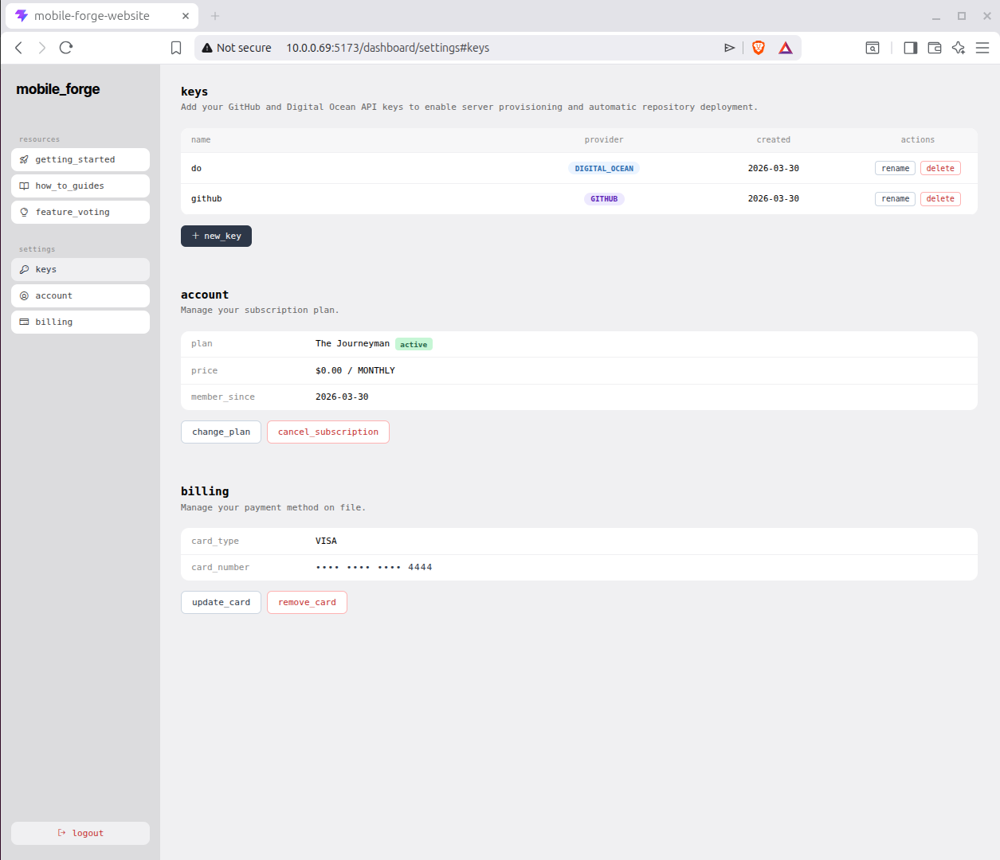 mobile-forge-website
Not secure 10.0.0.69:5173/dashboard/settings#keys
mobile_forge
resources
getting_started
how_to_guides
feature_voting
settings
keys
account
billing
logout
keys
Add your GitHub and Digital Ocean API keys to enable server provisioning and automatic repository deployment.
name provider created actions
do DIGITAL_OCEAN 2026-03-30 rename delete
github GITHUB 2026-03-30 rename delete
+ new_key
account
Manage your subscription plan.
plan The Journeyman active
price $0.00 / MONTHLY
member_since 2026-03-30
change_plan cancel_subscription
billing
Manage your payment method on file.
card_type VISA
card_number •••• •••• •••• 4444
update_card remove_card